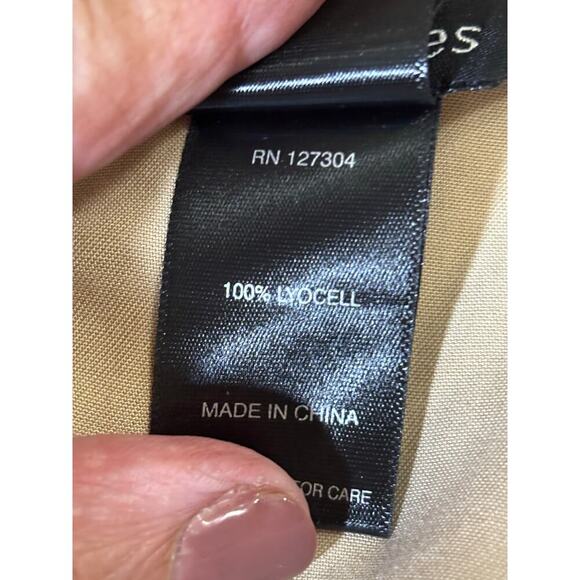 es
RN 127304
100% LYOCELL
MADE IN CHINA
FOR CARE